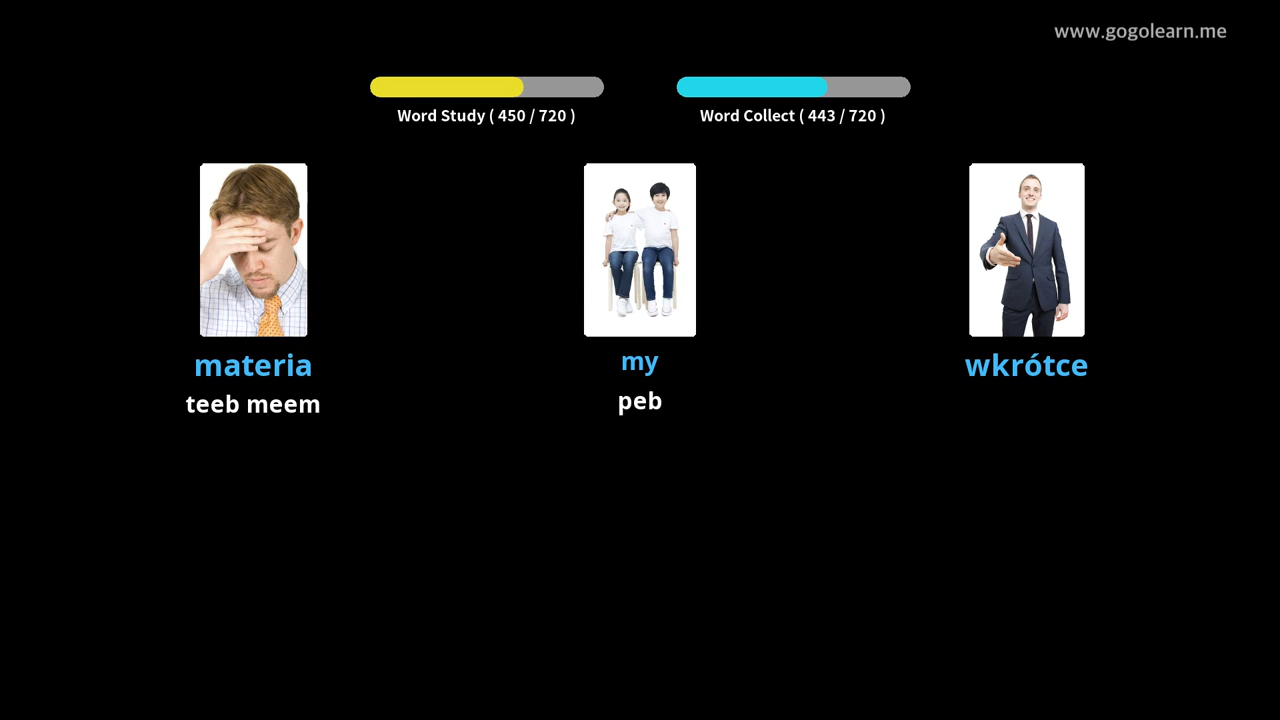 www.gogolearn.me
Word Study ( 450 / 720 )
Word Collect ( 443 / 720 )
materia
teeb meem
my
peb
wkrótce